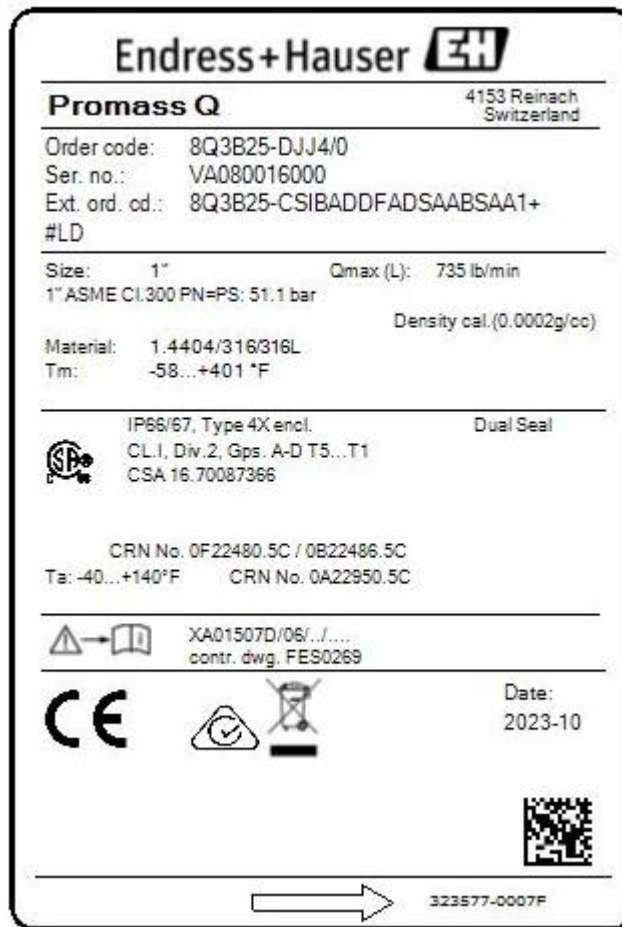 Endress+Hauser EH
Promass Q
4153 Reinach
Switzerland
Order code: 8Q3B25-DJJ4/0
Ser. no.: VA080016000
Ext. ord. cd.: 8Q3B25-CSIBADDFADSAABSAA1+
#LD
Size: 1" Qmax (L): 735 lb/min
1" ASME Cl.300 PN=PS: 51.1 bar
Density cal.(0.0002g/cc)
Material: 1.4404/316/316L
Tm: -58...+401 °F
IP66/67, Type 4X encl. Dual Seal
CL.I, Div.2, Gps. A-D T5...T1
CSA 16.70087366
CRN No. 0F22480.5C / 0B22486.5C
Ta: -40...+140°F CRN No. 0A22950.5C
XA01507D/06/../....
contr. dwg. FES0269
CE
Date:
2023-10
323577-0007F